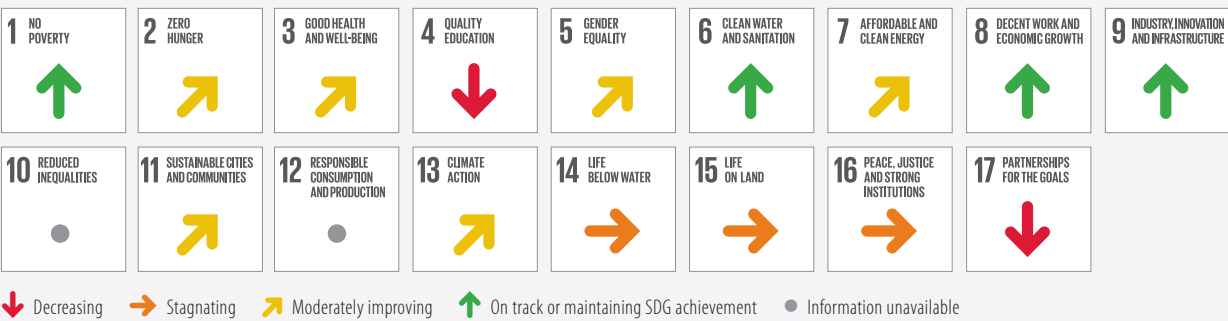 1 NO POVERTY
2 ZERO HUNGER
3 GOOD HEALTH AND WELL-BEING
4 QUALITY EDUCATION
5 GENDER EQUALITY
6 CLEAN WATER AND SANITATION
7 AFFORDABLE AND CLEAN ENERGY
8 DECENT WORK AND ECONOMIC GROWTH
9 INDUSTRY, INNOVATION AND INFRASTRUCTURE
10 REDUCED INEQUALITIES
11 SUSTAINABLE CITIES AND COMMUNITIES
12 RESPONSIBLE CONSUMPTION AND PRODUCTION
13 CLIMATE ACTION
14 LIFE BELOW WATER
15 LIFE ON LAND
16 PEACE, JUSTICE AND STRONG INSTITUTIONS
17 PARTNERSHIPS FOR THE GOALS
Decreasing
Stagnating
Moderately improving
On track or maintaining SDG achievement
Information unavailable